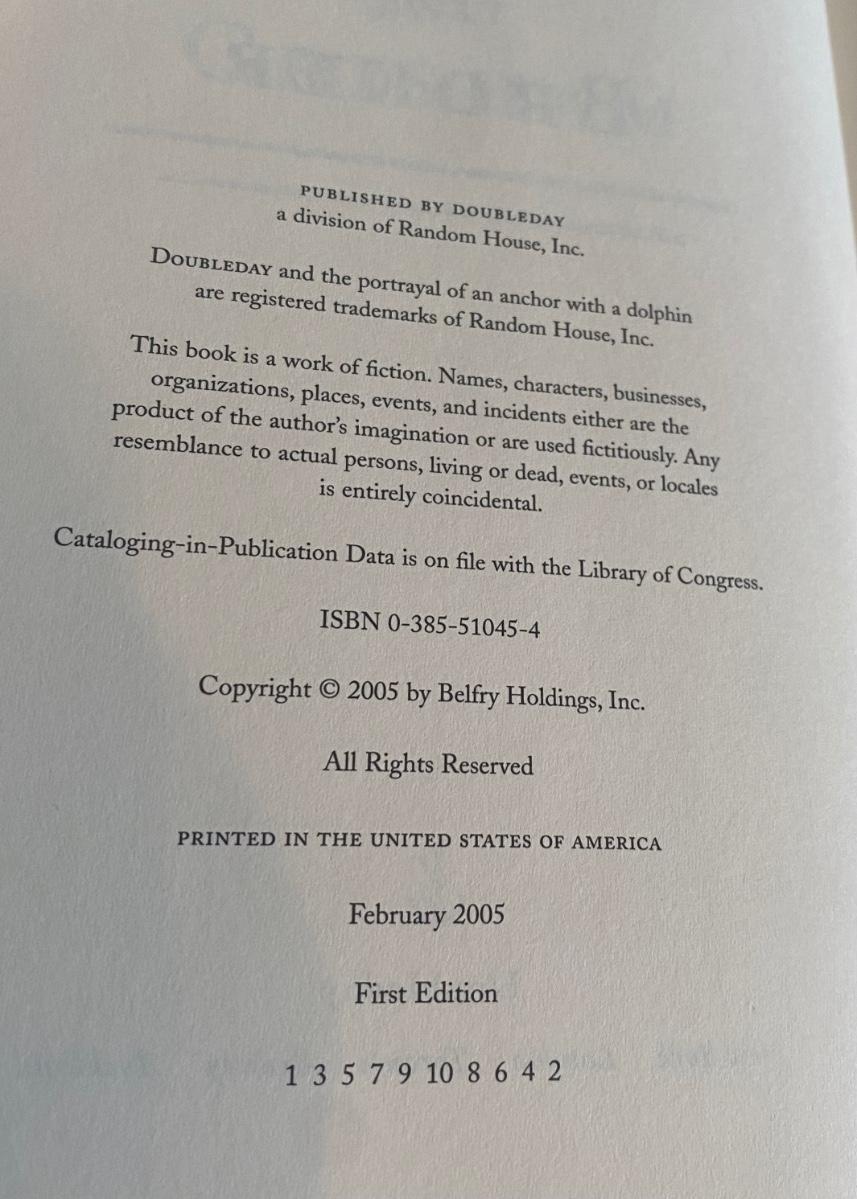 PUBLISHED BY DOUBLEDAY
a division of Random House, Inc.
DOUBLEDAY and the portrayal of an anchor with a dolphin
are registered trademarks of Random House, Inc.
This book is a work of fiction. Names, characters, businesses,
organizations, places, events, and incidents either are the
product of the author's imagination or are used fictitiously. Any
resemblance to actual persons, living or dead, events, or locales
is entirely coincidental.
Cataloging-in-Publication Data is on file with the Library of Congress.
ISBN 0-385-51045-4
Copyright © 2005 by Belfry Holdings, Inc.
All Rights Reserved
PRINTED IN THE UNITED STATES OF AMERICA
February 2005
First Edition
1 3 5 7 9 10 8 6 4 2